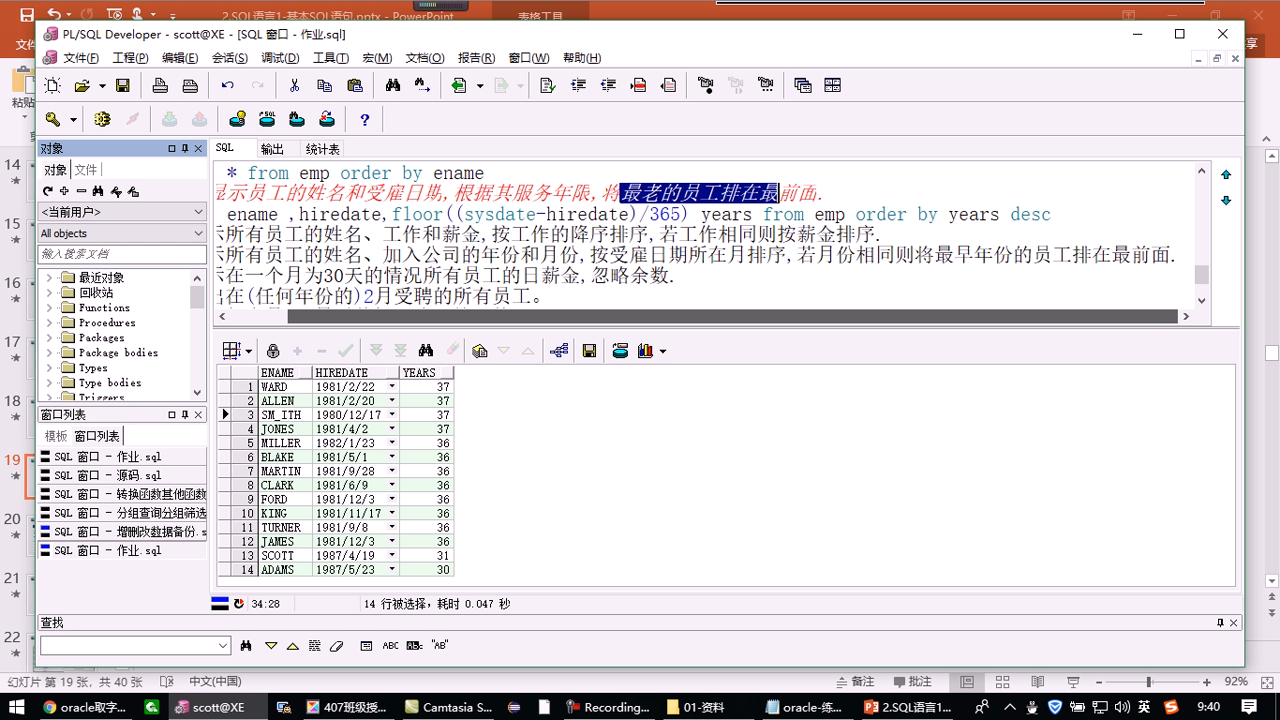 2.SQL语言1-基本SQL语句.pptx - PowerPoint
表格工具
PL/SQL Developer - scott@XE - [SQL 窗口 - 作业.sql]
文件(F) 工程(P) 编辑(E) 会话(S) 调试(D) 工具(T) 宏(M) 文档(O) 报告(R) 窗口(W) 帮助(H)
对象
SQL 输出 统计表
对象 文件
<当前用户>
All objects
输入搜索文本
最近对象
回收站
Functions
Procedures
Packages
Package bodies
Types
Type bodies
Triggers
* from emp order by ename
显示员工的姓名和受雇日期,根据其服务年限,将最老的员工排在最前面.
ename ,hiredate,floor((sysdate-hiredate)/365) years from emp order by years desc
示所有员工的姓名、工作和薪金,按工作的降序排序,若工作相同则按薪金排序.
示所有员工的姓名、加入公司的年份和月份,按受雇日期所在月排序,若月份相同则将最早年份的员工排在最前面.
示在一个月为30天的情况所有员工的日薪金,忽略余数.
出在(任何年份的)2月受聘的所有员工。
窗口列表
模板 窗口列表
SQL 窗口 - 作业.sql
SQL 窗口 - 源码.sql
SQL 窗口 - 转换函数其他函数
SQL 窗口 - 分组查询分组筛选
SQL 窗口 - 增删改数据备份.s
SQL 窗口 - 作业.sql
ENAME HIREDATE YEARS
1 WARD 1981/2/22 37
2 ALLEN 1981/2/20 37
3 SM_ITH 1980/12/17 37
4 JONES 1981/4/2 37
5 MILLER 1982/1/23 36
6 BLAKE 1981/5/1 36
7 MARTIN 1981/9/28 36
8 CLARK 1981/6/9 36
9 FORD 1981/12/3 36
10 KING 1981/11/17 36
11 TURNER 1981/9/8 36
12 JAMES 1981/12/3 36
13 SCOTT 1987/4/19 31
14 ADAMS 1987/5/23 30
34:28 14 行被选择，耗时 0.047 秒
查找
ABC "AB"
14
16
17
18
19
20
21
22
幻灯片 第 19 张，共 40 张 中文(中国) 备注 批注 92%
oracle取字... scott@XE 407班级授... Camtasia S... Recording... 01-资料 oracle-练... 2.SQL语言1... 英 9:40